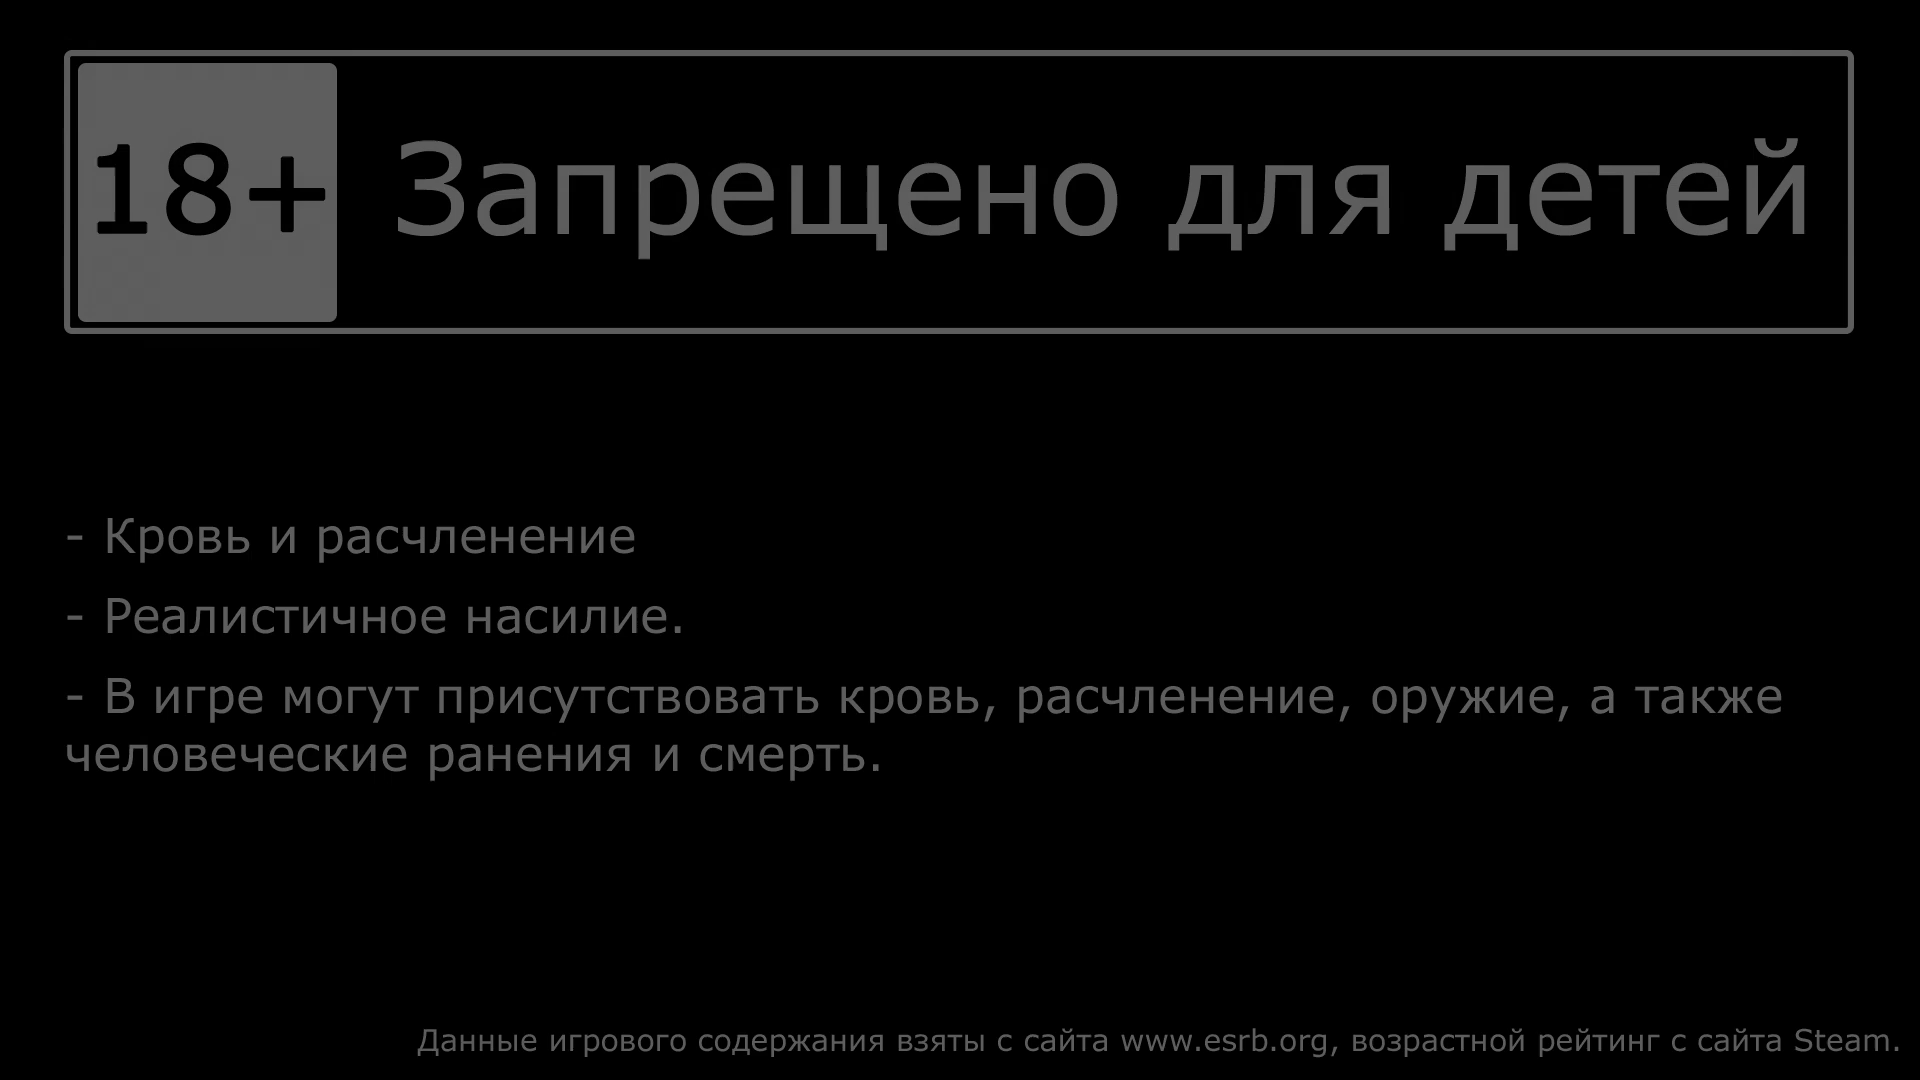 18+ Запрещено для детей
- Кровь и расчленение
- Реалистичное насилие.
- В игре могут присутствовать кровь, расчленение, оружие, а также
человеческие ранения и смерть.
Данные игрового содержания взяты с сайта www.esrb.org, возрастной рейтинг с сайта Steam.